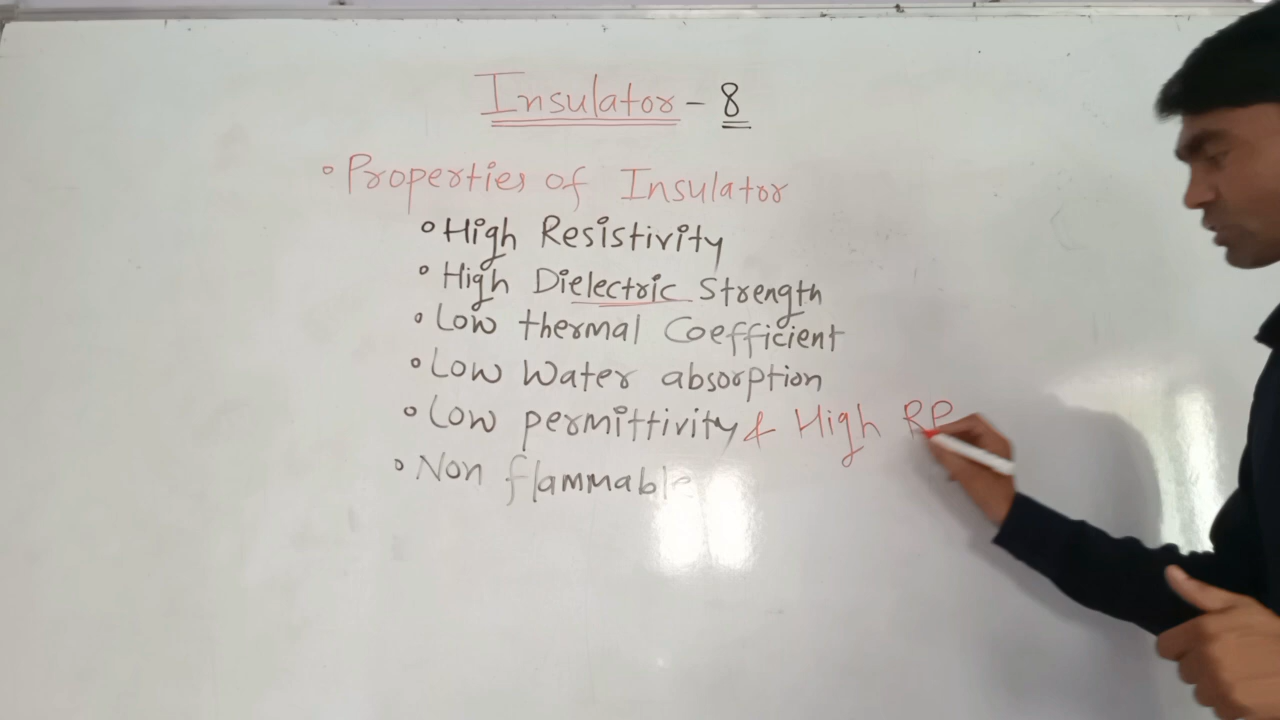 Insulator - 8
Properties of Insulator
High Resistivity
High Dielectric Strength
Low thermal Coefficient
Low Water absorption
Low permittivity & High RP
Non flammable